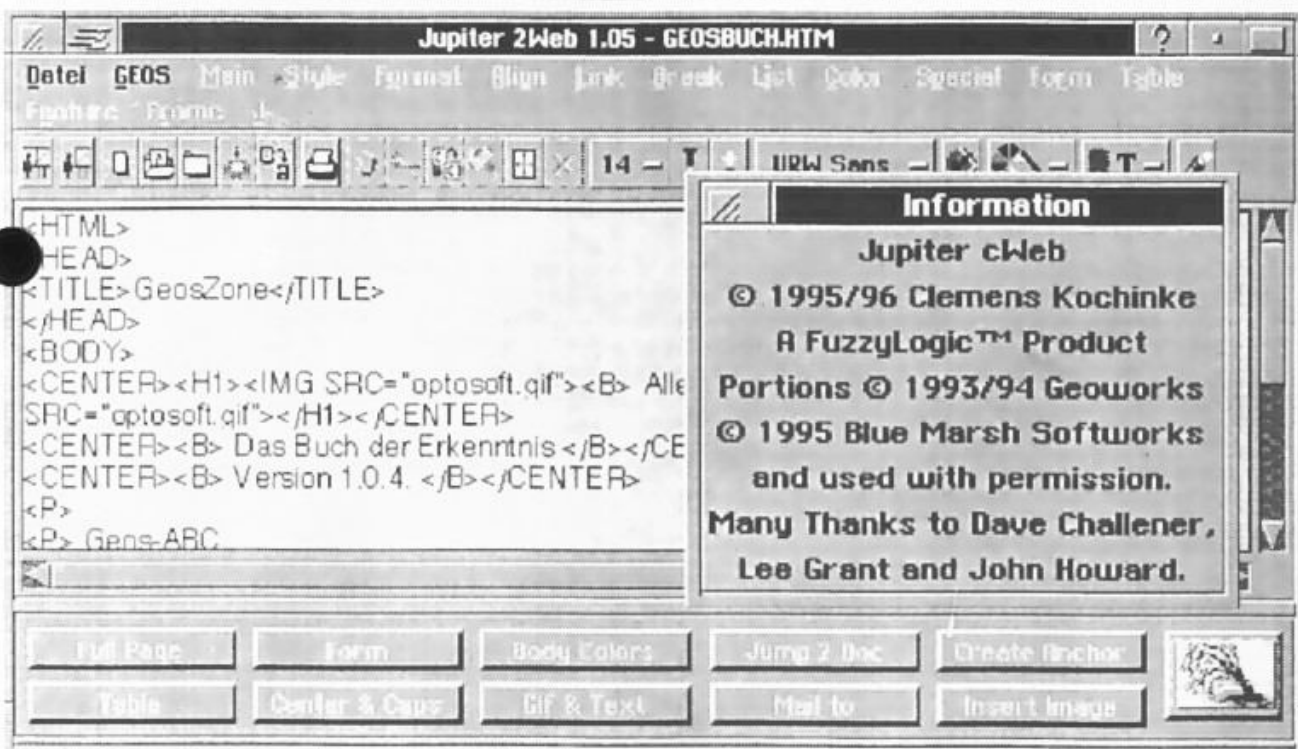 Jupiter 2Web 1.05 - GEOSBUCH.HTM
Datei GEOS Main Style Format Align Link Break List Color Special Form Table
Feature Frame
14 URW Sans T
<HTML>
<HEAD>
<TITLE>GeosZone</TITLE>
</HEAD>
<BODY>
<CENTER><H1><IMG SRC="optosoft.gif"><B> Alle
SRC="optosoft.gif"></H1></CENTER>
<CENTER><B> Das Buch der Erkenntnis </B></CE
<CENTER><B> Version 1.0.4. </B></CENTER>
<P>
<P> Geos-ABC
Information
Jupiter cWeb
© 1995/96 Clemens Kochinke
A FuzzyLogic™ Product
Portions © 1993/94 Geoworks
© 1995 Blue Marsh Softworks
and used with permission.
Many Thanks to Dave Challener,
Lee Grant and John Howard.
Full Page Form Body Colors Jump 2 Doc Create Anchor
Table Center & Caps Gif & Text Mail to Insert Image